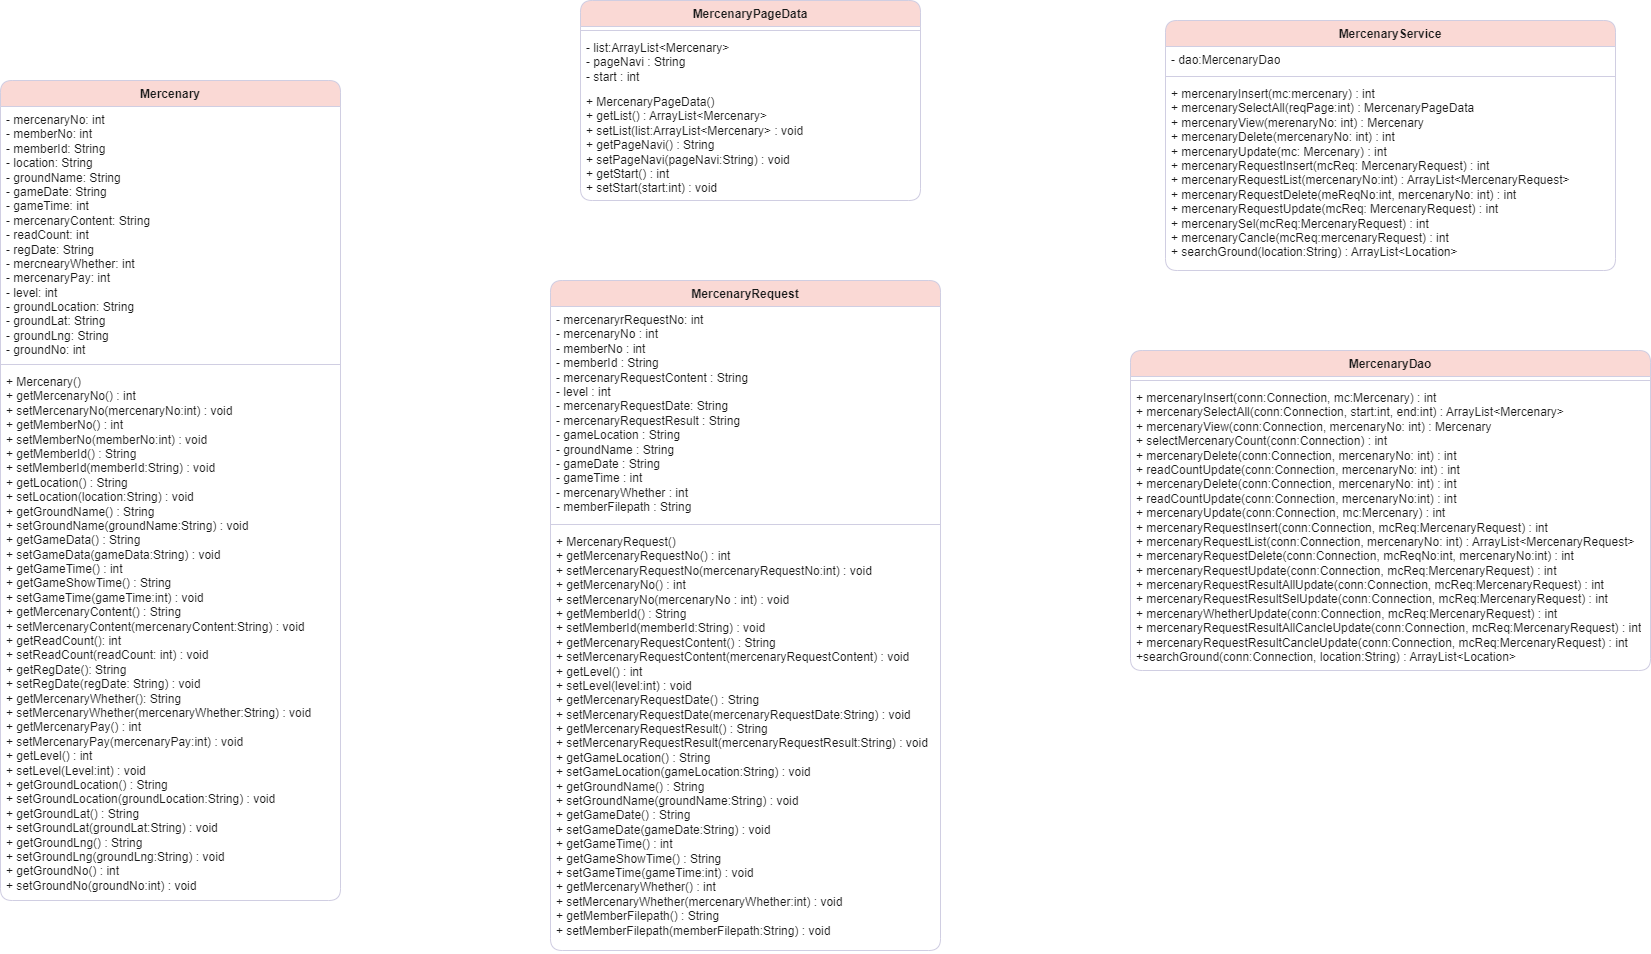 Mercenary
- mercenaryNo: int
- memberNo: int
- memberId: String
- location: String
- groundName: String
- gameDate: String
- gameTime: int
- mercenaryContent: String
- readCount: int
- regDate: String
- mercnearyWhether: int
- mercenaryPay: int
- level: int
- groundLocation: String
- groundLat: String
- groundLng: String
- groundNo: int
+ Mercenary()
+ getMercenaryNo() : int
+ setMercenaryNo(mercenaryNo:int) : void
+ getMemberNo() : int
+ setMemberNo(memberNo:int) : void
+ getMemberId() : String
+ setMemberId(memberId:String) : void
+ getLocation() : String
+ setLocation(location:String) : void
+ getGroundName() : String
+ setGroundName(groundName:String) : void
+ getGameData() : String
+ setGameData(gameData:String) : void
+ getGameTime() : int
+ getGameShowTime() : String
+ setGameTime(gameTime:int) : void
+ getMercenaryContent() : String
+ setMercenaryContent(mercenaryContent:String) : void
+ getReadCount(): int
+ setReadCount(readCount: int) : void
+ getRegDate(): String
+ setRegDate(regDate: String) : void
+ getMercenaryWhether(): String
+ setMercenaryWhether(mercenaryWhether:String) : void
+ getMercenaryPay() : int
+ setMercenaryPay(mercenaryPay:int) : void
+ getLevel() : int
+ setLevel(Level:int) : void
+ getGroundLocation() : String
+ setGroundLocation(groundLocation:String) : void
+ getGroundLat() : String
+ setGroundLat(groundLat:String) : void
+ getGroundLng() : String
+ setGroundLng(groundLng:String) : void
+ getGroundNo() : int
+ setGroundNo(groundNo:int) : void
MercenaryPageData
- list:ArrayList<Mercenary>
- pageNavi : String
- start : int
+ MercenaryPageData()
+ getList() : ArrayList<Mercenary>
+ setList(list:ArrayList<Mercenary> : void
+ getPageNavi() : String
+ setPageNavi(pageNavi:String) : void
+ getStart() : int
+ setStart(start:int) : void
MercenaryRequest
- mercenaryrRequestNo: int
- mercenaryNo : int
- memberNo : int
- memberId : String
- mercenaryRequestContent : String
- level : int
- mercenaryRequestDate: String
- mercenaryRequestResult : String
- gameLocation : String
- groundName : String
- gameDate : String
- gameTime : int
- mercenaryWhether : int
- memberFilepath : String
+ MercenaryRequest()
+ getMercenaryRequestNo() : int
+ setMercenaryRequestNo(mercenaryRequestNo:int) : void
+ getMercenaryNo() : int
+ setMercenaryNo(mercenaryNo : int) : void
+ getMemberId() : String
+ setMemberId(memberId:String) : void
+ getMercenaryRequestContent() : String
+ setMercenaryRequestContent(mercenaryRequestContent) : void
+ getLevel() : int
+ setLevel(level:int) : void
+ getMercenaryRequestDate() : String
+ setMercenaryRequestDate(mercenaryRequestDate:String) : void
+ getMercenaryRequestResult() : String
+ setMercenaryRequestResult(mercenaryRequestResult:String) : void
+ getGameLocation() : String
+ setGameLocation(gameLocation:String) : void
+ getGroundName() : String
+ setGroundName(groundName:String) : void
+ getGameDate() : String
+ setGameDate(gameDate:String) : void
+ getGameTime() : int
+ getGameShowTime() : String
+ setGameTime(gameTime:int) : void
+ getMercenaryWhether() : int
+ setMercenaryWhether(mercenaryWhether:int) : void
+ getMemberFilepath() : String
+ setMemberFilepath(memberFilepath:String) : void
MercenaryService
- dao:MercenaryDao
+ mercenaryInsert(mc:mercenary) : int
+ mercenarySelectAll(reqPage:int) : MercenaryPageData
+ mercenaryView(merenaryNo: int) : Mercenary
+ mercenaryDelete(mercenaryNo: int) : int
+ mercenaryUpdate(mc: Mercenary) : int
+ mercenaryRequestInsert(mcReq: MercenaryRequest) : int
+ mercenaryRequestList(mercenaryNo:int) : ArrayList<MercenaryRequest>
+ mercenaryRequestDelete(meReqNo:int, mercenaryNo: int) : int
+ mercenaryRequestUpdate(mcReq: MercenaryRequest) : int
+ mercenarySel(mcReq:MercenaryRequest) : int
+ mercenaryCancle(mcReq:mercenaryRequest) : int
+ searchGround(location:String) : ArrayList<Location>
MercenaryDao
+ mercenaryInsert(conn:Connection, mc:Mercenary) : int
+ mercenarySelectAll(conn:Connection, start:int, end:int) : ArrayList<Mercenary>
+ mercenaryView(conn:Connection, mercenaryNo: int) : Mercenary
+ selectMercenaryCount(conn:Connection) : int
+ mercenaryDelete(conn:Connection, mercenaryNo: int) : int
+ readCountUpdate(conn:Connection, mercenaryNo: int) : int
+ mercenaryDelete(conn:Connection, mercenaryNo: int) : int
+ readCountUpdate(conn:Connection, mercenaryNo:int) : int
+ mercenaryUpdate(conn:Connection, mc:Mercenary) : int
+ mercenaryRequestInsert(conn:Connection, mcReq:MercenaryRequest) : int
+ mercenaryRequestList(conn:Connection, mercenaryNo: int) : ArrayList<MercenaryRequest>
+ mercenaryRequestDelete(conn:Connection, mcReqNo:int, mercenaryNo:int) : int
+ mercenaryRequestUpdate(conn:Connection, mcReq:MercenaryRequest) : int
+ mercenaryRequestResultAllUpdate(conn:Connection, mcReq:MercenaryRequest) : int
+ mercenaryRequestResultSelUpdate(conn:Connection, mcReq:MercenaryRequest) : int
+ mercenaryWhetherUpdate(conn:Connection, mcReq:MercenaryRequest) : int
+ mercenaryRequestResultAllCancleUpdate(conn:Connection, mcReq:MercenaryRequest) : int
+ mercenaryRequestResultCancleUpdate(conn:Connection, mcReq:MercenaryRequest) : int
+searchGround(conn:Connection, location:String) : ArrayList<Location>